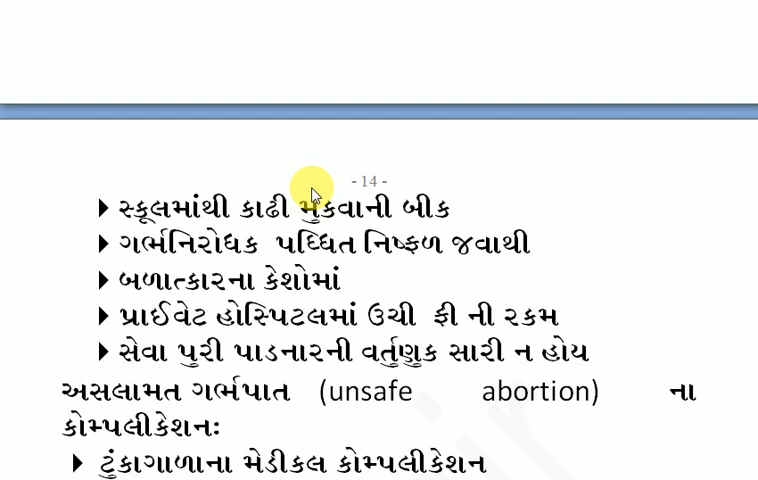 - 14 -
સ્કૂલમાંથી કાઢી મુકવાની બીક
ગર્ભનિરોધક પધ્ધિત નિષ્ફળ જવાથી
બળાત્કારના કેશોમાં
પ્રાઈવેટ હોસ્પિટલમાં ઉચી ફી ની રકમ
સેવા પુરી પાડનારની વર્તુણુક સારી ન હોય
અસલામત ગર્ભપાત (unsafe abortion) ના
કોમ્પલીકેશનઃ
ટુંકાગાળાના મેડીકલ કોમ્પલીકેશન